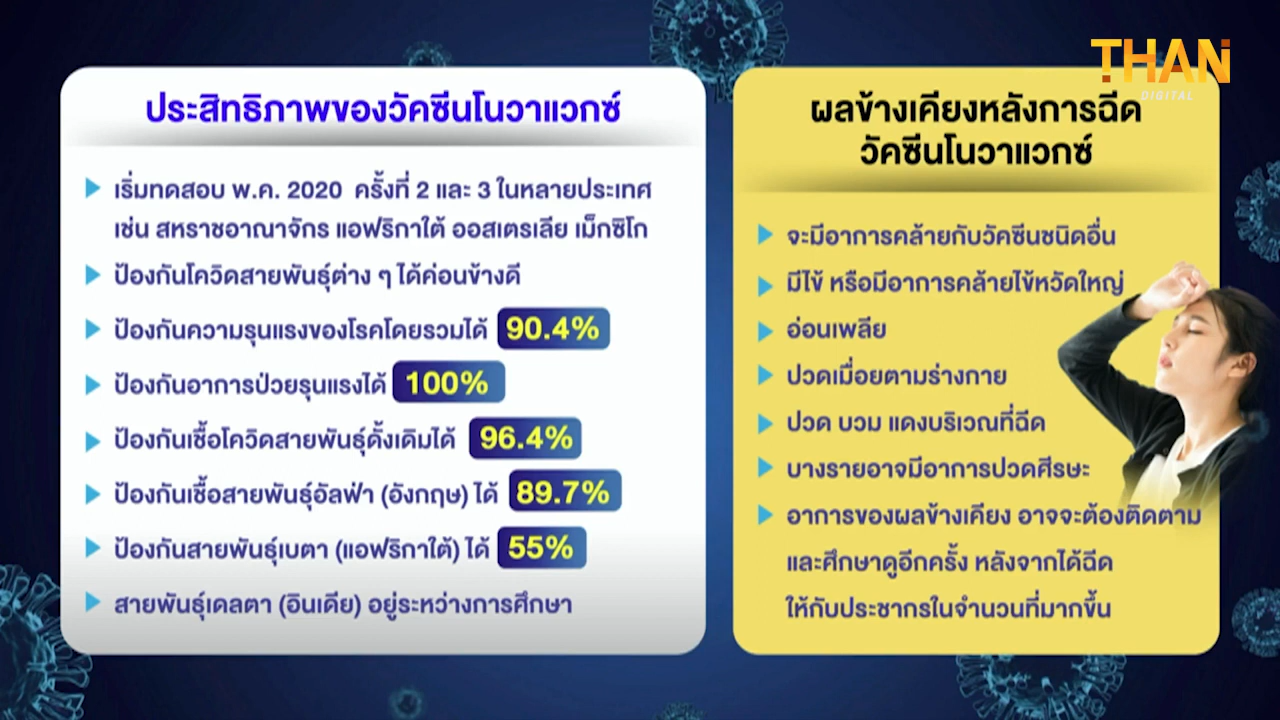 THAN
DIGITAL
ประสิทธิภาพของวัคซีนโนวาแวกซ์
เริ่มทดสอบ พ.ค. 2020 ครั้งที่ 2 และ 3 ในหลายประเทศ
เช่น สหราชอาณาจักร แอฟริกาใต้ ออสเตรเลีย เม็กซิโก
ป้องกันโควิดสายพันธุ์ต่าง ๆ ได้ค่อนข้างดี
ป้องกันความรุนแรงของโรคโดยรวมได้ 90.4%
ป้องกันอาการป่วยรุนแรงได้ 100%
ป้องกันเชื้อโควิดสายพันธุ์ดั้งเดิมได้ 96.4%
ป้องกันเชื้อสายพันธุ์อัลฟ่า (อังกฤษ) ได้ 89.7%
ป้องกันสายพันธุ์เบตา (แอฟริกาใต้) ได้ 55%
สายพันธุ์เดลตา (อินเดีย) อยู่ระหว่างการศึกษา
ผลข้างเคียงหลังการฉีด
วัคซีนโนวาแวกซ์
จะมีอาการคล้ายกับวัคซีนชนิดอื่น
มีไข้ หรือมีอาการคล้ายไข้หวัดใหญ่
อ่อนเพลีย
ปวดเมื่อยตามร่างกาย
ปวด บวม แดงบริเวณที่ฉีด
บางรายอาจมีอาการปวดศีรษะ
อาการของผลข้างเคียง อาจจะต้องติดตาม
และศึกษาดูอีกครั้ง หลังจากได้ฉีด
ให้กับประชากรในจำนวนที่มากขึ้น